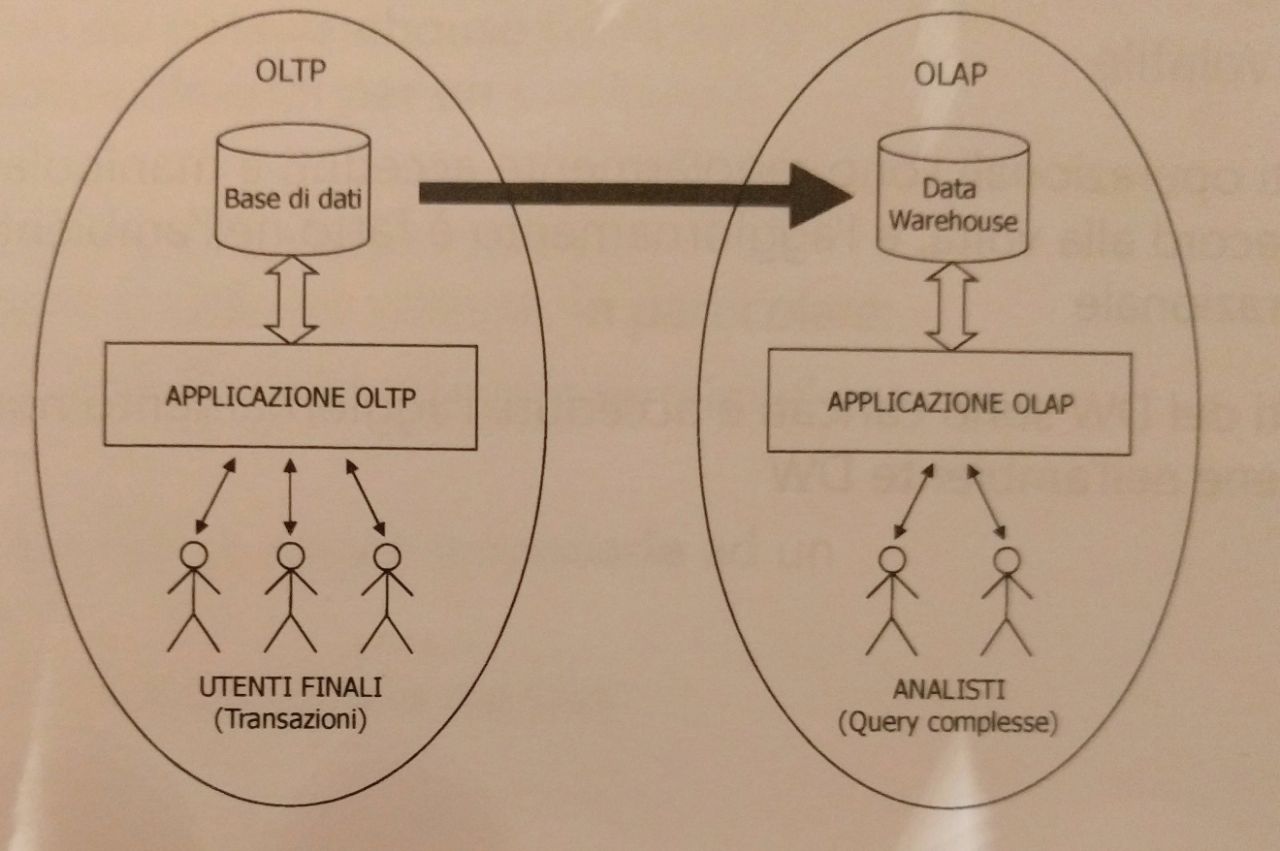 OLTP
Base di dati
APPLICAZIONE OLTP
UTENTI FINALI
(Transazioni)
OLAP
Data
Warehouse
APPLICAZIONE OLAP
ANALISTI
(Query complesse)